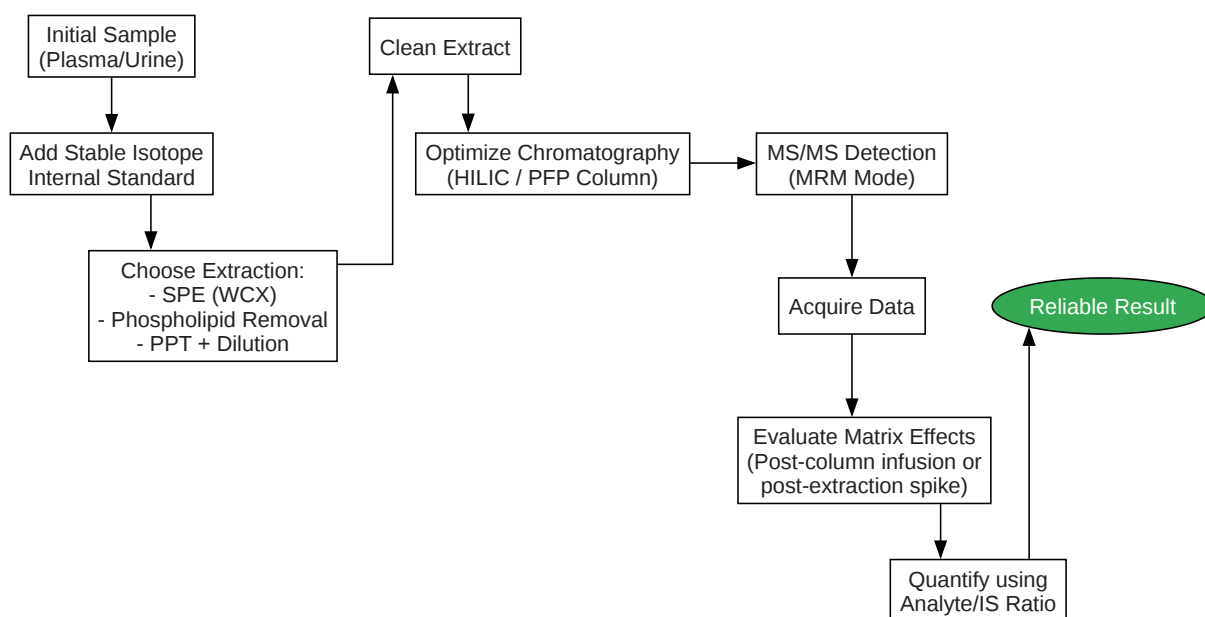 Initial Sample
(Plasma/Urine)
Add Stable Isotope
Internal Standard
Choose Extraction:
- SPE (WCX)
- Phospholipid Removal
- PPT + Dilution
Clean Extract
Optimize Chromatography
(HILIC / PFP Column)
MS/MS Detection
(MRM Mode)
Acquire Data
Evaluate Matrix Effects
(Post-column infusion or
post-extraction spike)
Quantify using
Analyte/IS Ratio
Reliable Result